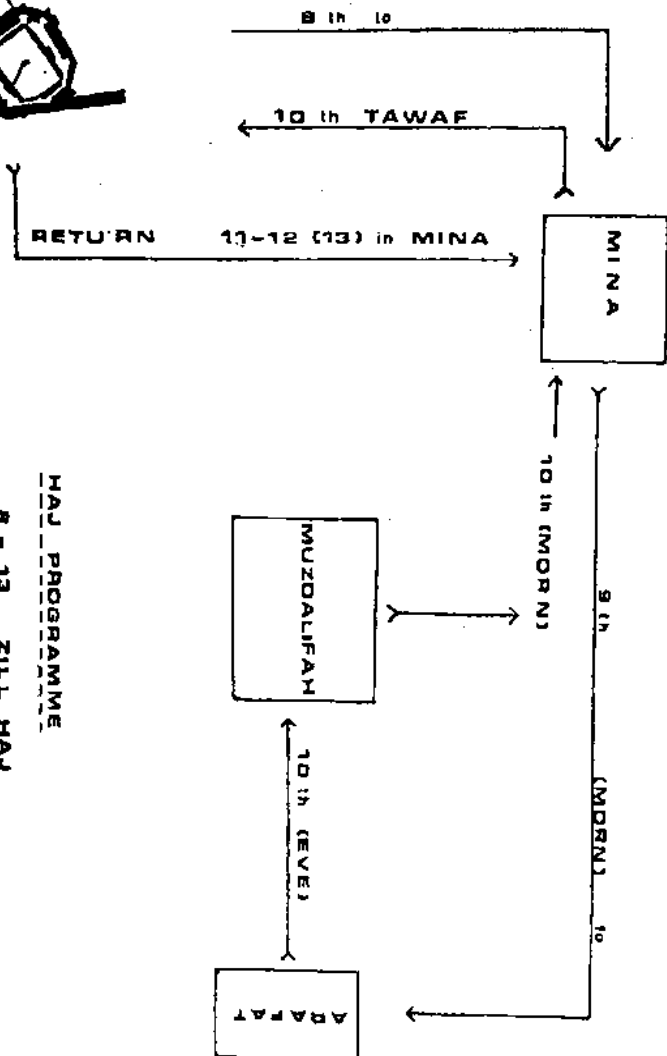 8 th to
10 th TAWAF
RETURN 11-12 (13) in MINA
MINA
10 th (MORN)
9 th (MORN) to
MUZDALIFAH
10 th (EVE)
ARAFAT
HAJ PROGRAMME
8 - 13 ZILL HAJ